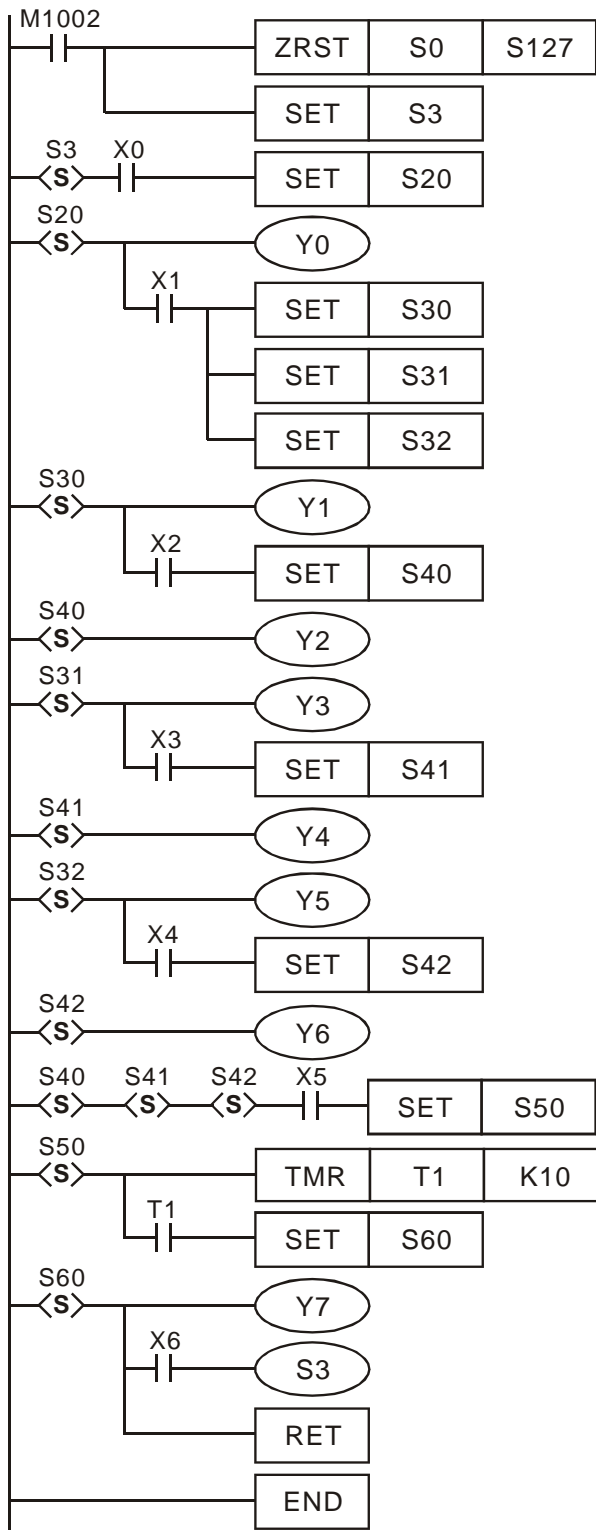 M1002
ZRST S0 S127
SET S3
S3 X0
S SET S20
S20
S Y0
X1
SET S30
SET S31
SET S32
S30
S Y1
X2
SET S40
S40
S Y2
S31
S Y3
X3
SET S41
S41
S Y4
S32
S Y5
X4
SET S42
S42
S Y6
S40 S41 S42 X5
S S S SET S50
S50
S TMR T1 K10
T1
SET S60
S60
S Y7
X6
S3
RET
END